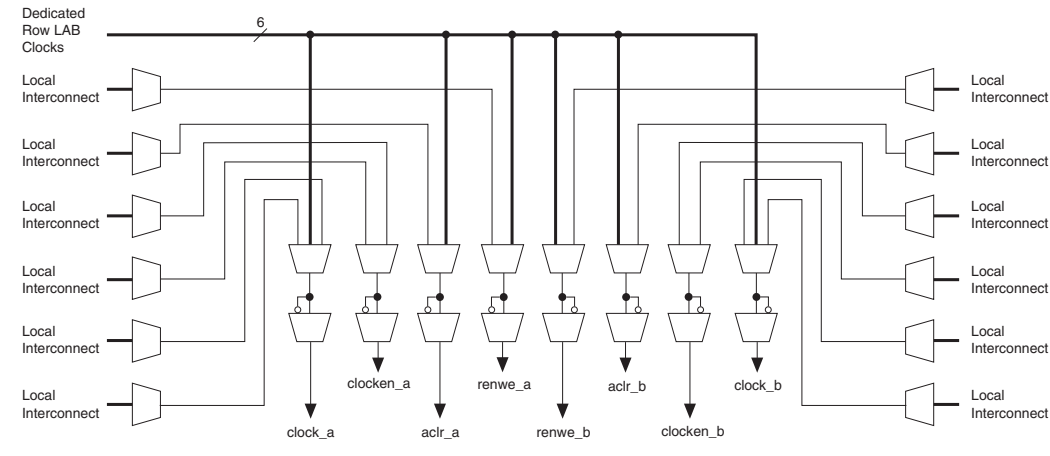 Dedicated
Row LAB
Clocks
6
Local
Interconnect
Local
Interconnect
Local
Interconnect
Local
Interconnect
Local
Interconnect
Local
Interconnect
Local
Interconnect
Local
Interconnect
Local
Interconnect
Local
Interconnect
Local
Interconnect
Local
Interconnect
clocken_a
renwe_a
aclr_b
clock_b
clock_a
aclr_a
renwe_b
clocken_b